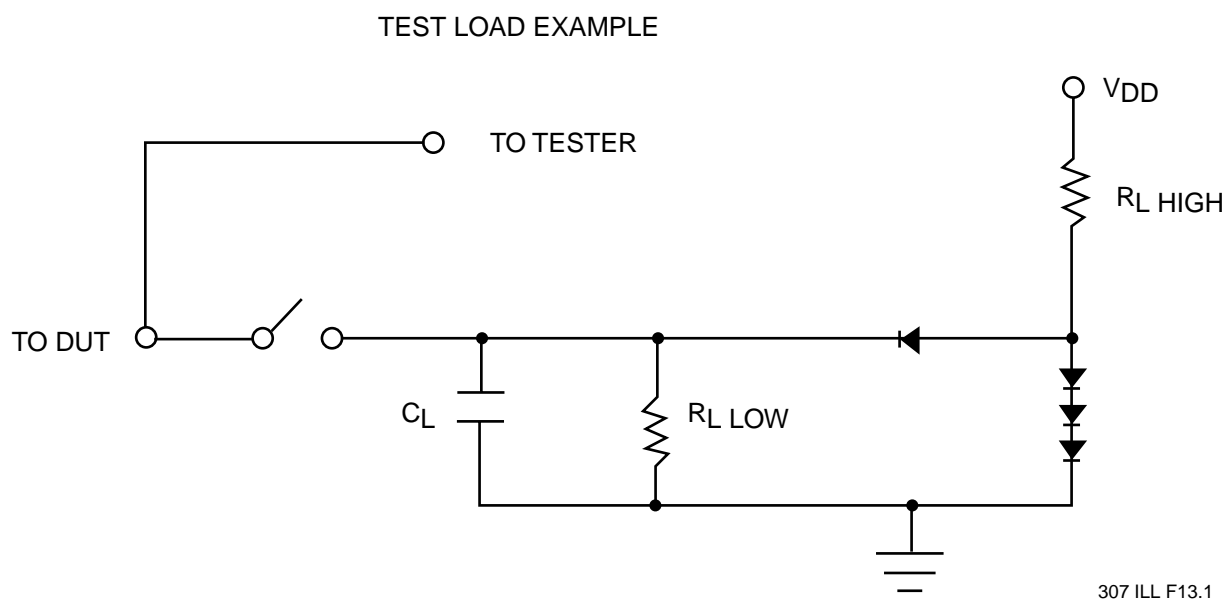 TEST LOAD EXAMPLE
VDD
TO TESTER
RL HIGH
TO DUT
CL
RL LOW
307 ILL F13.1